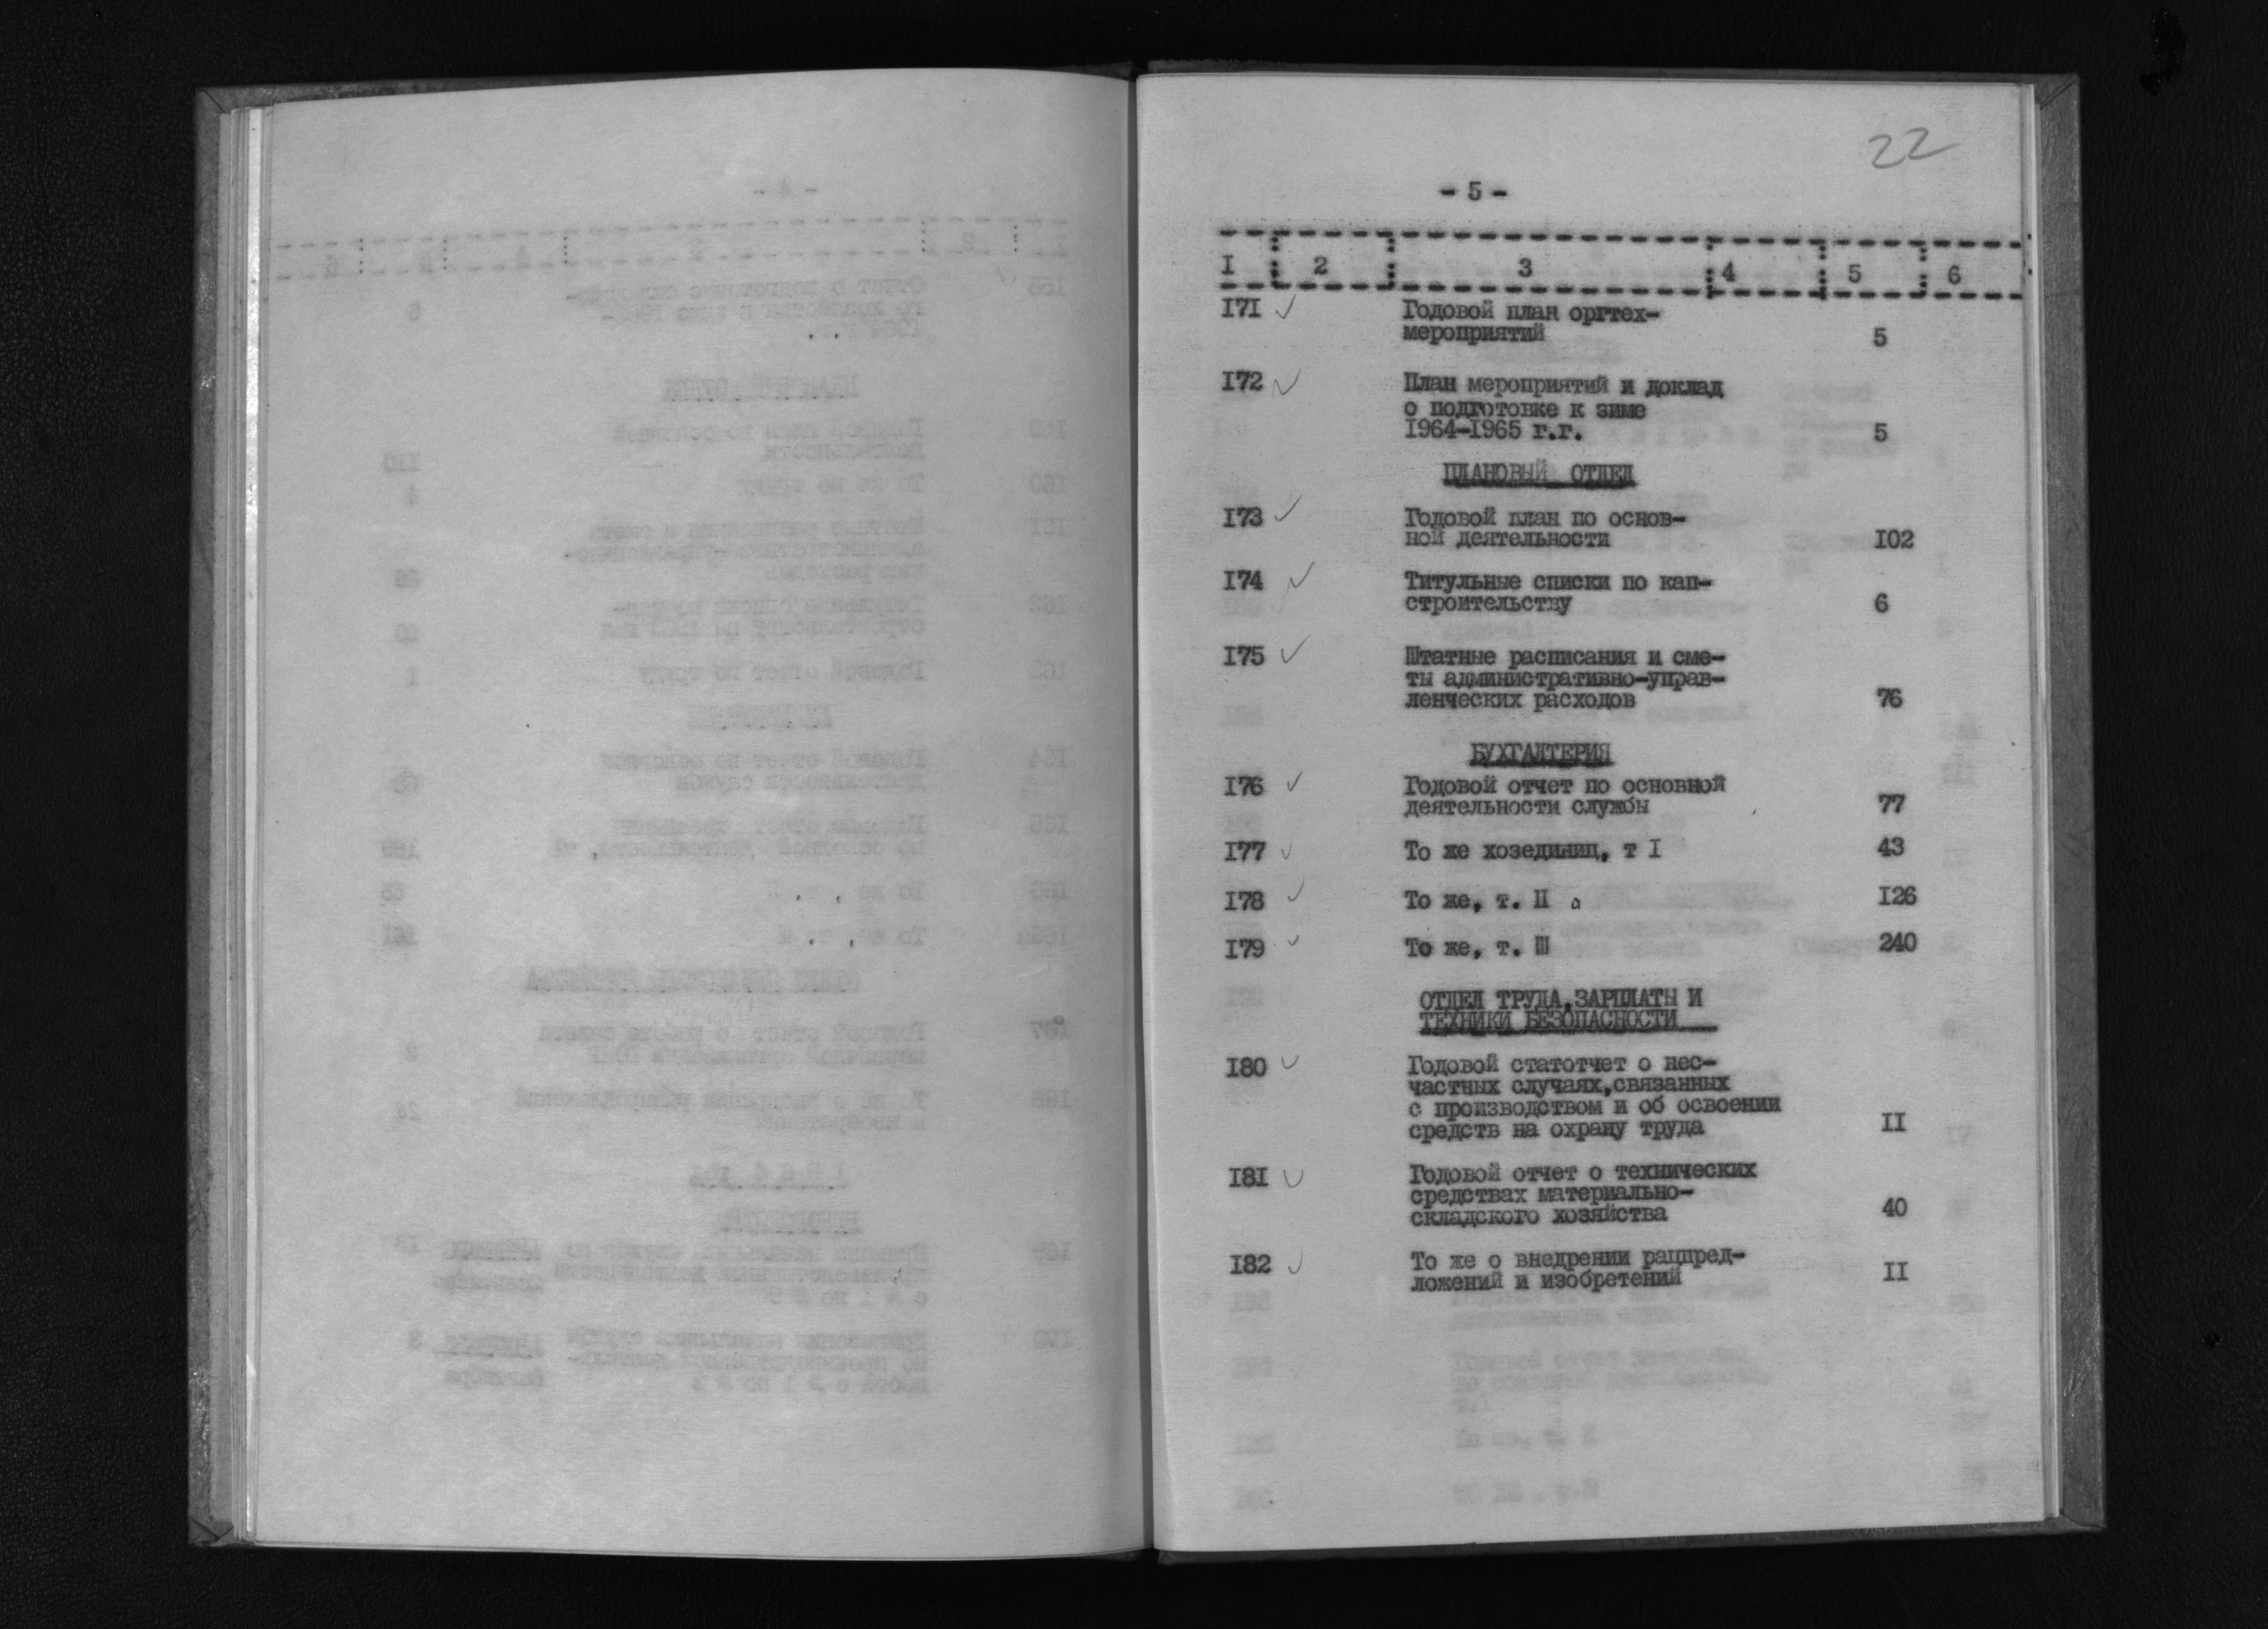 22
- 5 -
I 2 3 4 5 6
I7I Годовой план оргтех-
мероприятий 5
I72 План мероприятий и доклад
о подготовке к зиме
I964-I965 г.г. 5
ПЛАНОВЫЙ ОТДЕЛ
I73 Годовой план по основ-
ной деятельности I02
I74 Титульные списки по кап-
строительству 6
I75 Штатные расписания и сме-
ты административно-управ-
ленческих расходов 76
БУХГАЛТЕРИЯ
I76 Годовой отчет по основной
деятельности службы 77
I77 То же хозединиц, т I 43
I78 То же, т. II I26
I79 То же, т. Ш 240
ОТДЕЛ ТРУДА,ЗАРПЛАТЫ И
ТЕХНИКИ БЕЗОПАСНОСТИ
I80 Годовой статотчет о нес-
частных случаях,связанных
с производством и об освоении
средств на охрану труда II
I8I Годовой отчет о технических
средствах материально-
складского хозяйства 40
I82 То же о внедрении рацпред-
ложений и изобретений II